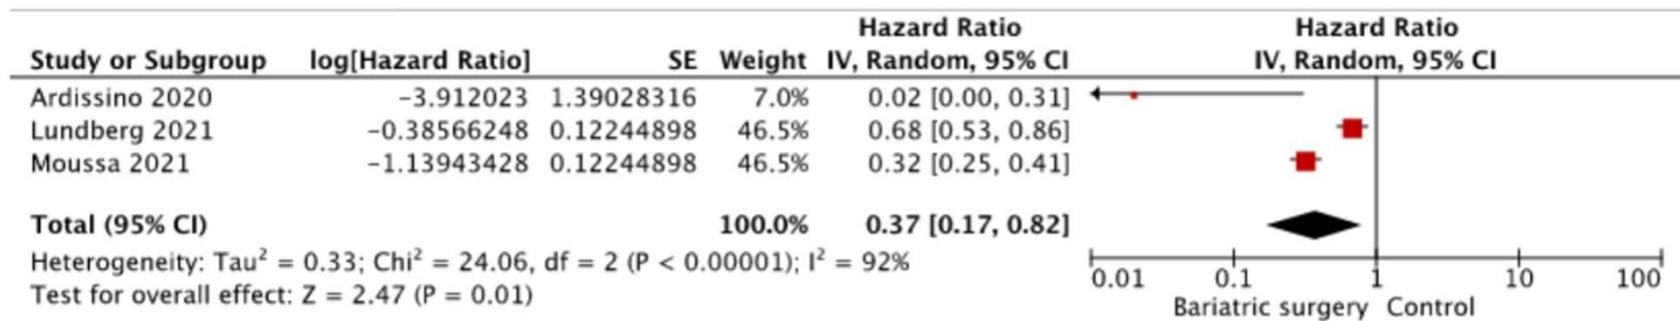 Hazard Ratio Hazard Ratio
Study or Subgroup log[Hazard Ratio] SE Weight IV, Random, 95% CI IV, Random, 95% CI
Ardissino 2020 −3.912023 1.39028316 7.0% 0.02 [0.00, 0.31]
Lundberg 2021 −0.38566248 0.12244898 46.5% 0.68 [0.53, 0.86]
Moussa 2021 −1.13943428 0.12244898 46.5% 0.32 [0.25, 0.41]
Total (95% CI) 100.0% 0.37 [0.17, 0.82]
Heterogeneity: Tau² = 0.33; Chi² = 24.06, df = 2 (P < 0.00001); I² = 92%
Test for overall effect: Z = 2.47 (P = 0.01)
0.01 0.1 1 10 100
Bariatric surgery Control